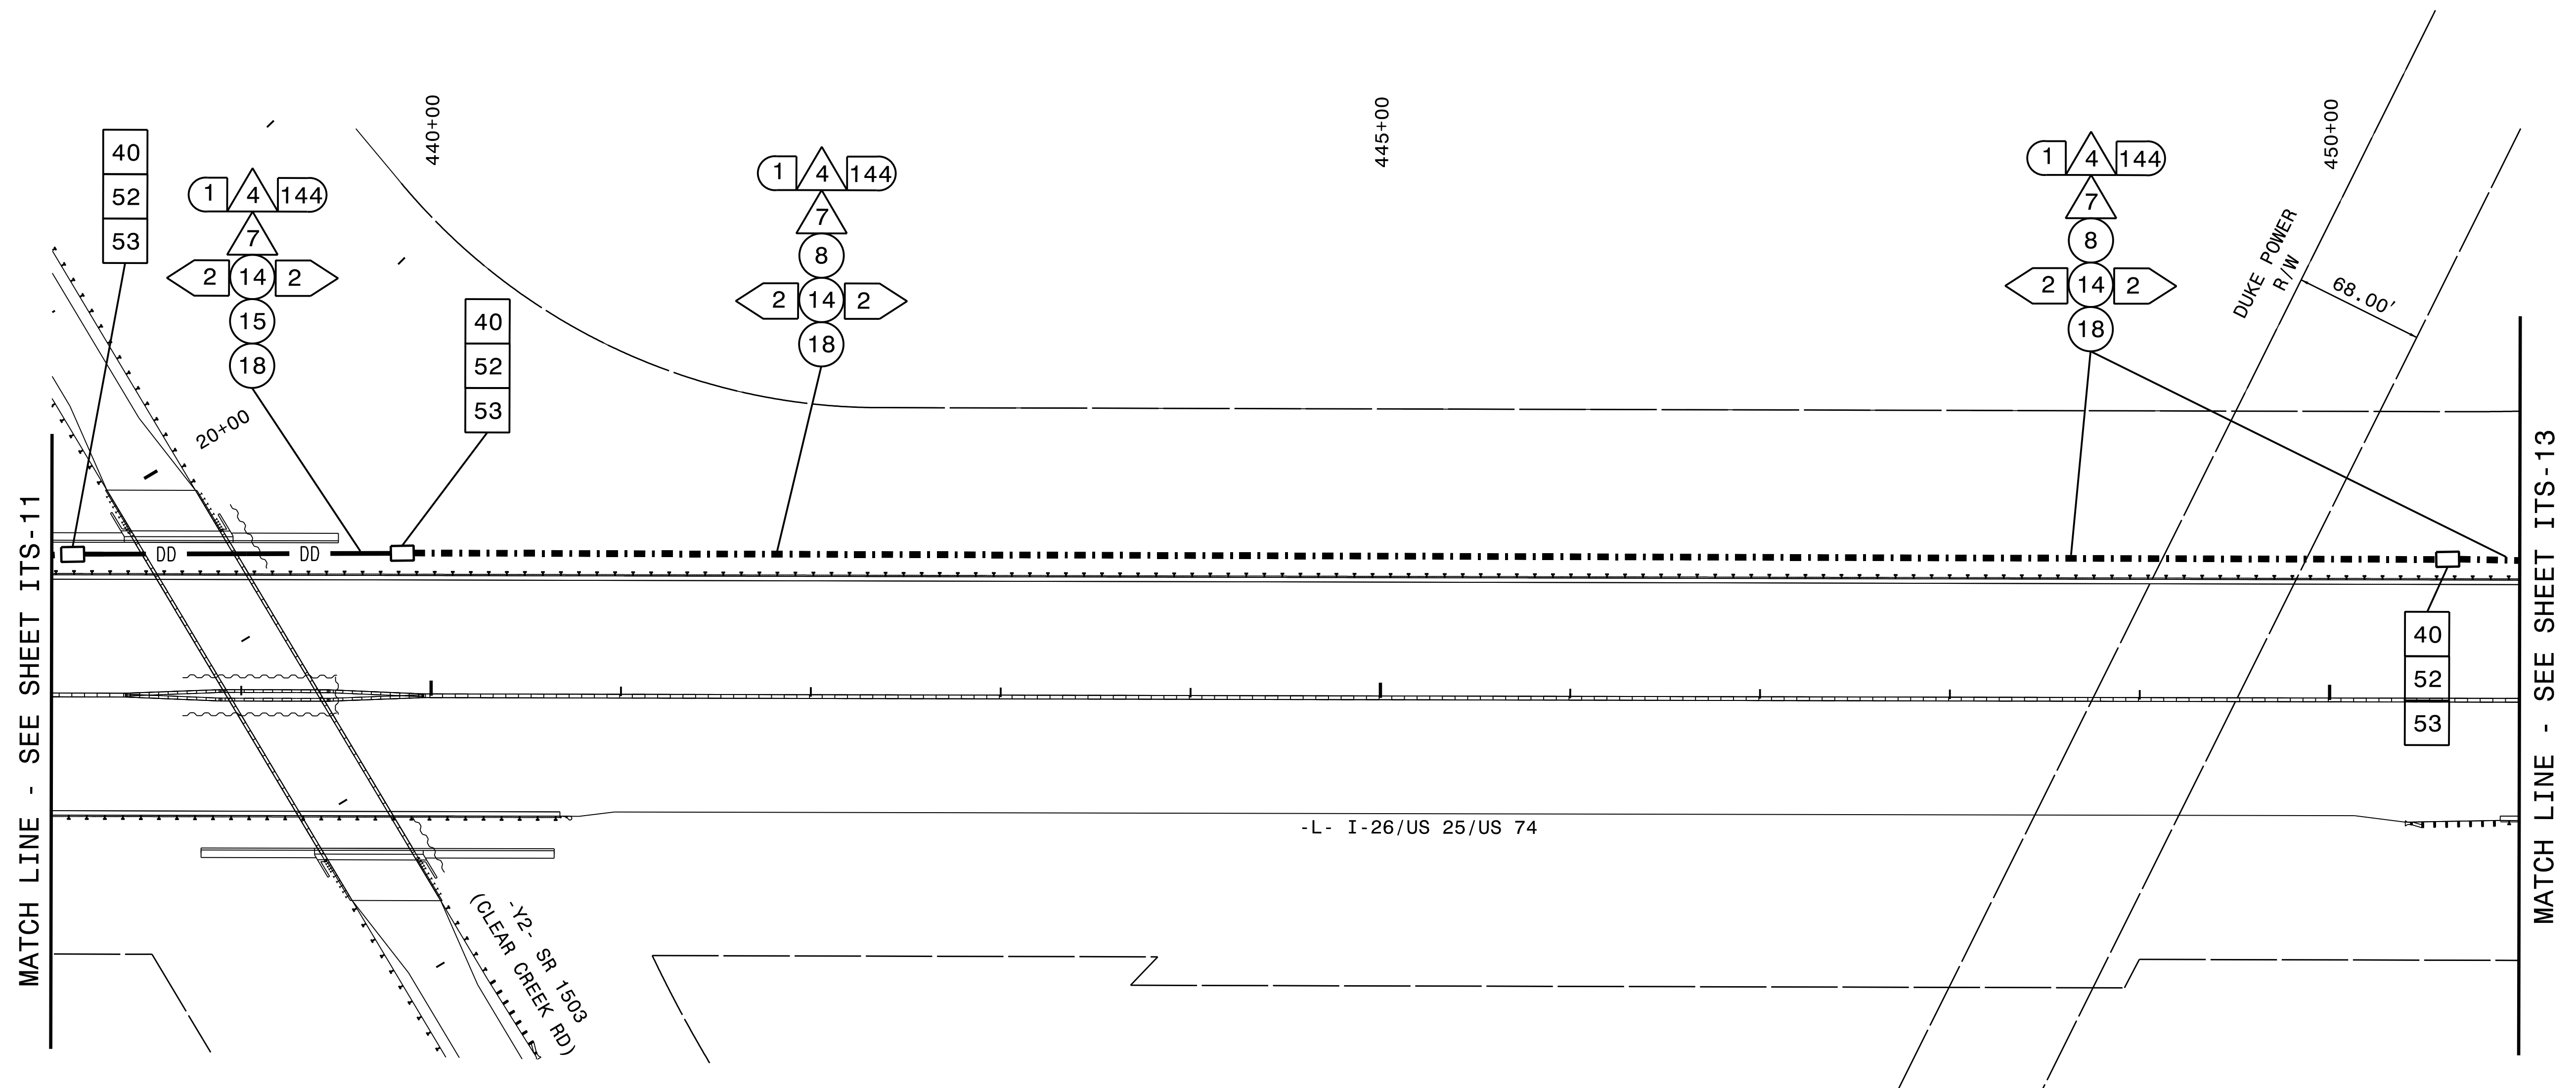 MATCH LINE - SEE SHEET ITS-11
40
52
53
1 4 144
7
2 14 2
15
18
20+00
440+00
40
52
53
DD DD
1 4 144
7
8
2 14 2
18
445+00
1 4 144
7
8
2 14 2
18
450+00
DUKE POWER
R/W
68.00'
40
52
53
-L- I-26/US 25/US 74
-Y2- SR 1503
(CLEAR CREEK RD)
MATCH LINE - SEE SHEET ITS-13